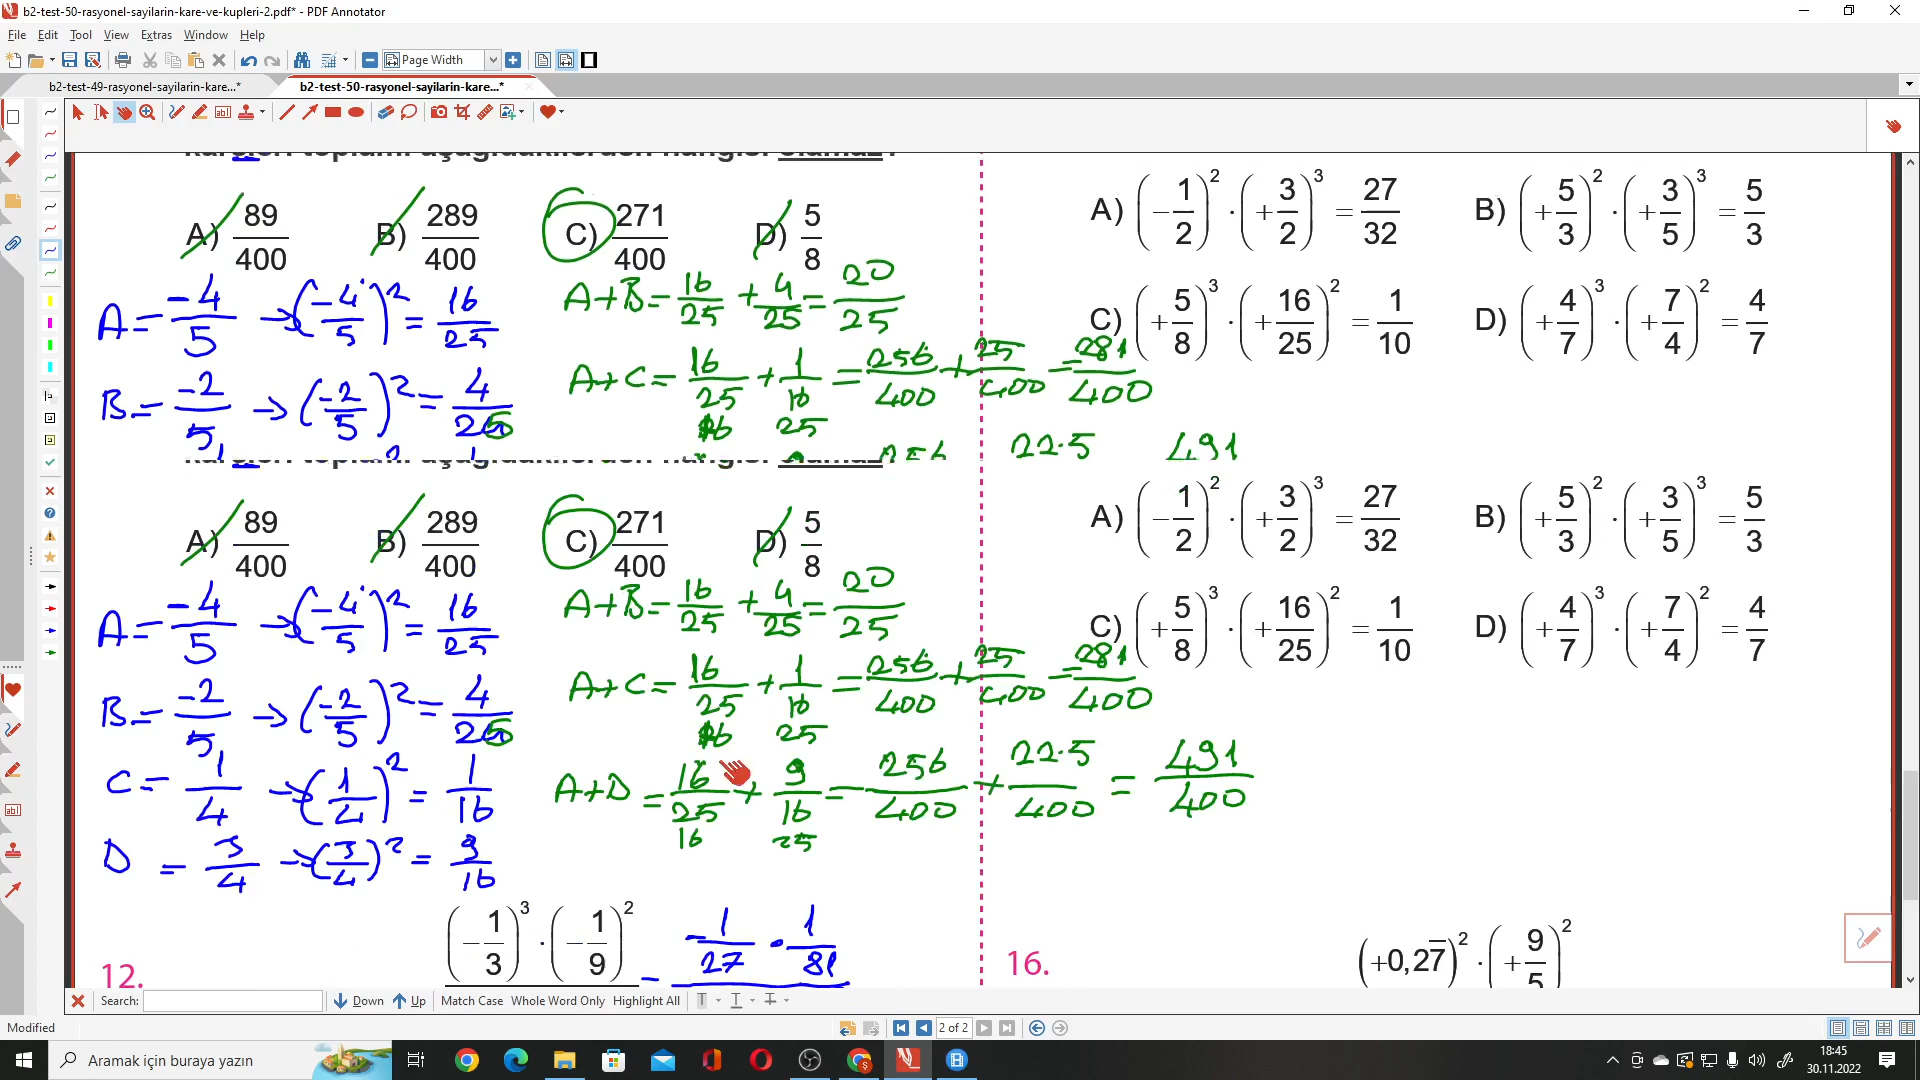 b2-test-50-rasyonel-sayilarin-kare-ve-kupleri-2.pdf* - PDF Annotator
File Edit Tool View Extras Window Help
Page Width
b2-test-49-rasyonel-sayilarin-kare...*
b2-test-50-rasyonel-sayilarin-kare...*
A) 89/400 B) 289/400 C) 271/400 D) 5/8
A = -4/5 → (-4/5)² = 16/25
B = -2/5 → (-2/5)² = 4/25
A+B = 16/25 + 4/25 = 20/25
A+C = 16/25 + 1/16 = 256/400 + 25/400 = 281/400
16 25
22.5 491
A) (-1/2)² · (+3/2)³ = 27/32 B) (+5/3)² · (+3/5)³ = 5/3
C) (+5/8)³ · (+16/25)² = 1/10 D) (+4/7)³ · (+7/4)² = 4/7
A) 89/400 B) 289/400 C) 271/400 D) 5/8
A = -4/5 → (-4/5)² = 16/25
B = -2/5 → (-2/5)² = 4/25
C = 1/4 → (1/4)² = 1/16
D = 3/4 → (3/4)² = 9/16
A+B = 16/25 + 4/25 = 20/25
A+C = 16/25 + 1/16 = 256/400 + 25/400 = 281/400
16 25
A+D = 16/25 + 9/16 = 256/400 + 22.5/400 = 491/400
16 25
A) (-1/2)² · (+3/2)³ = 27/32 B) (+5/3)² · (+3/5)³ = 5/3
C) (+5/8)³ · (+16/25)² = 1/10 D) (+4/7)³ · (+7/4)² = 4/7
12. (-1/3)³ · (-1/9)² = -1/27 · 1/81
16. (+0,27̅)² · (+9/5)²
Search: Down Up Match Case Whole Word Only Highlight All
Modified
2 of 2
Aramak için buraya yazın
18:45
30.11.2022